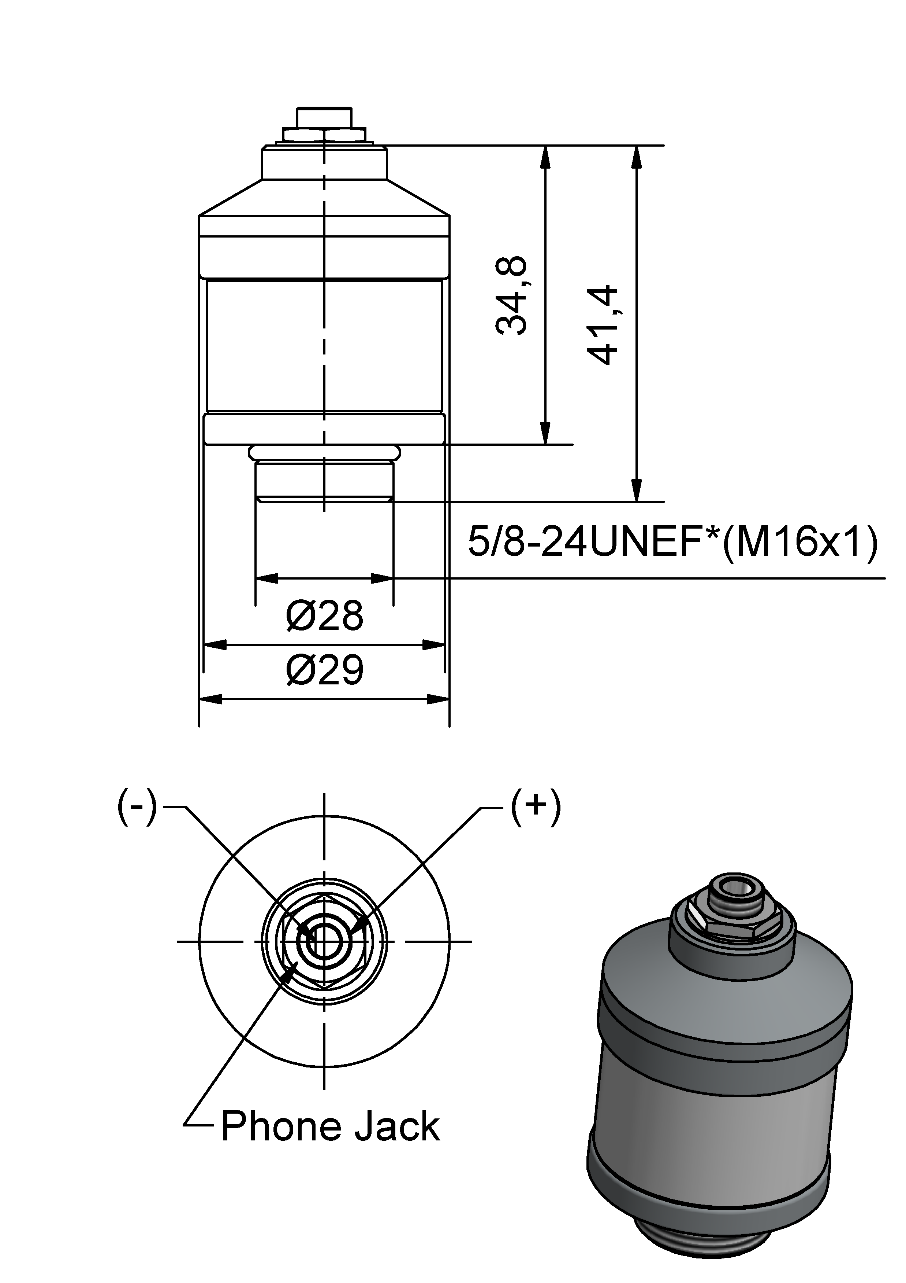 34,8
41,4
5/8-24UNEF*(M16x1)
Ø28
Ø29
(-)
(+)
Phone Jack